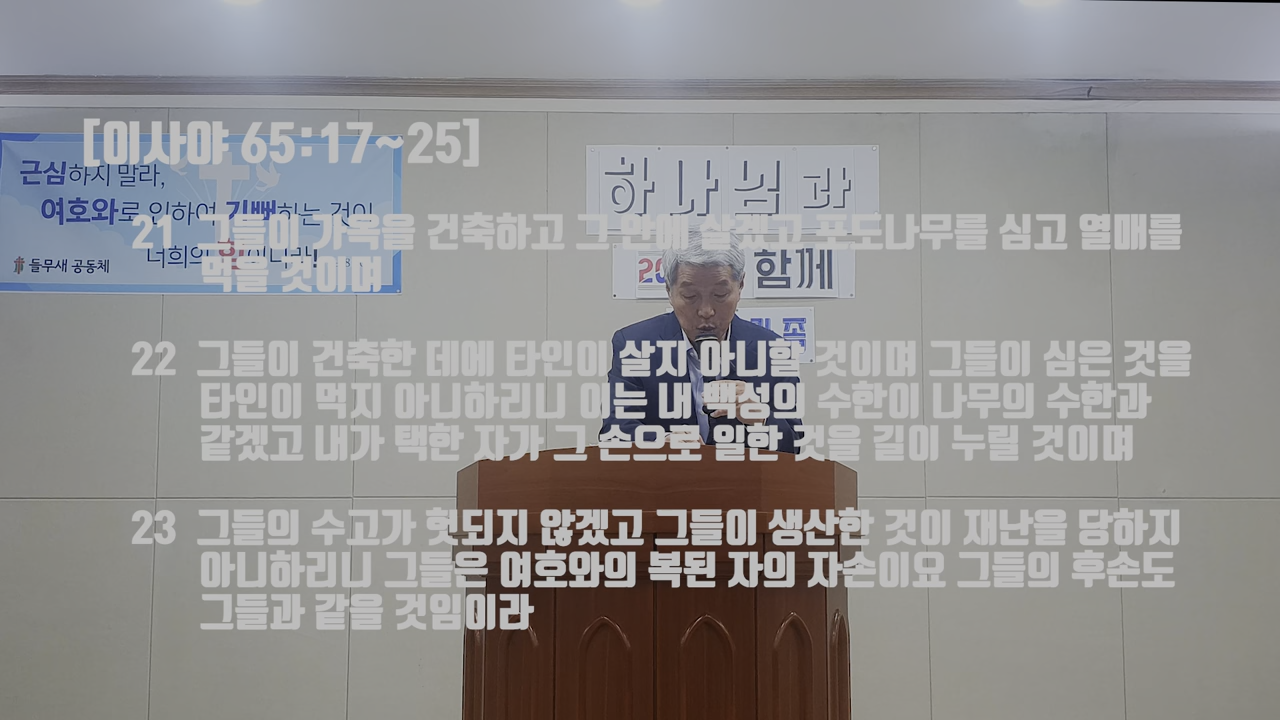 [이사야 65:17~25]
근심하지 말라,
여호와로 인하여 기뻐하는 것이
너희의 힘이니라!
들무새 공동체
하나님과
함께
21 그들이 가옥을 건축하고 그 안에 살겠고 포도나무를 심고 열매를
먹을 것이며
22 그들이 건축한 데에 타인이 살지 아니할 것이며 그들이 심은 것을
타인이 먹지 아니하리니 이는 내 백성의 수한이 나무의 수한과
같겠고 내가 택한 자가 그 손으로 일한 것을 길이 누릴 것이며
23 그들의 수고가 헛되지 않겠고 그들이 생산한 것이 재난을 당하지
아니하리니 그들은 여호와의 복된 자의 자손이요 그들의 후손도
그들과 같을 것임이라